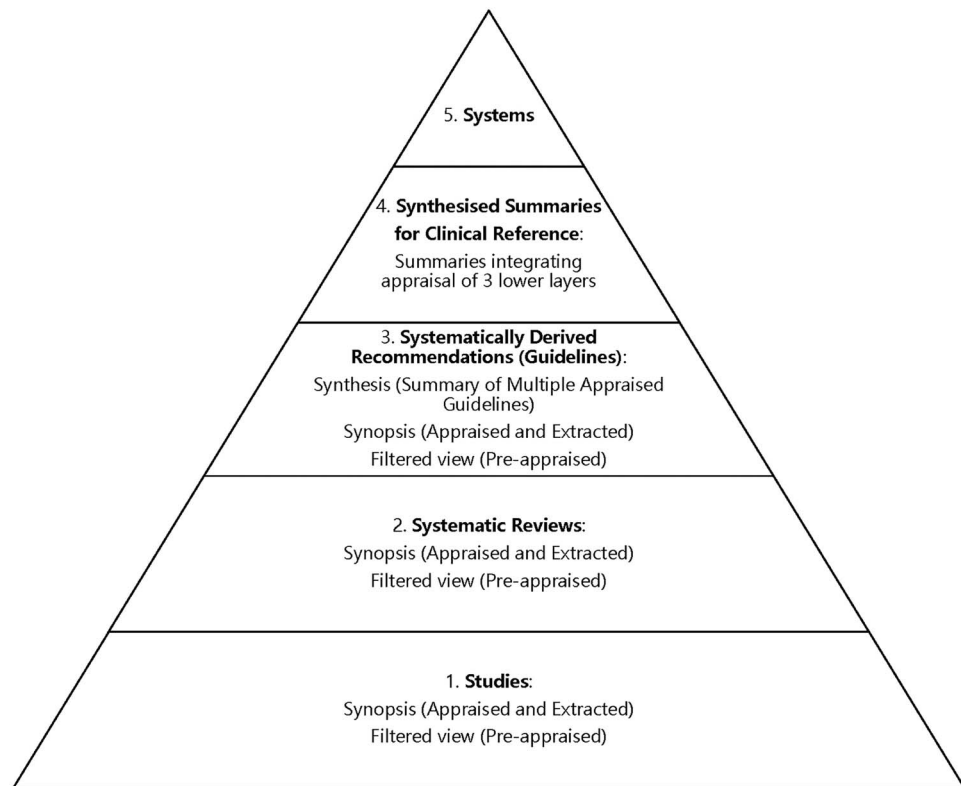 5. Systems
4. Synthesised Summaries
for Clinical Reference:
Summaries integrating
appraisal of 3 lower layers
3. Systematically Derived
Recommendations (Guidelines):
Synthesis (Summary of Multiple Appraised
Guidelines)
Synopsis (Appraised and Extracted)
Filtered view (Pre-appraised)
2. Systematic Reviews:
Synopsis (Appraised and Extracted)
Filtered view (Pre-appraised)
1. Studies:
Synopsis (Appraised and Extracted)
Filtered view (Pre-appraised)